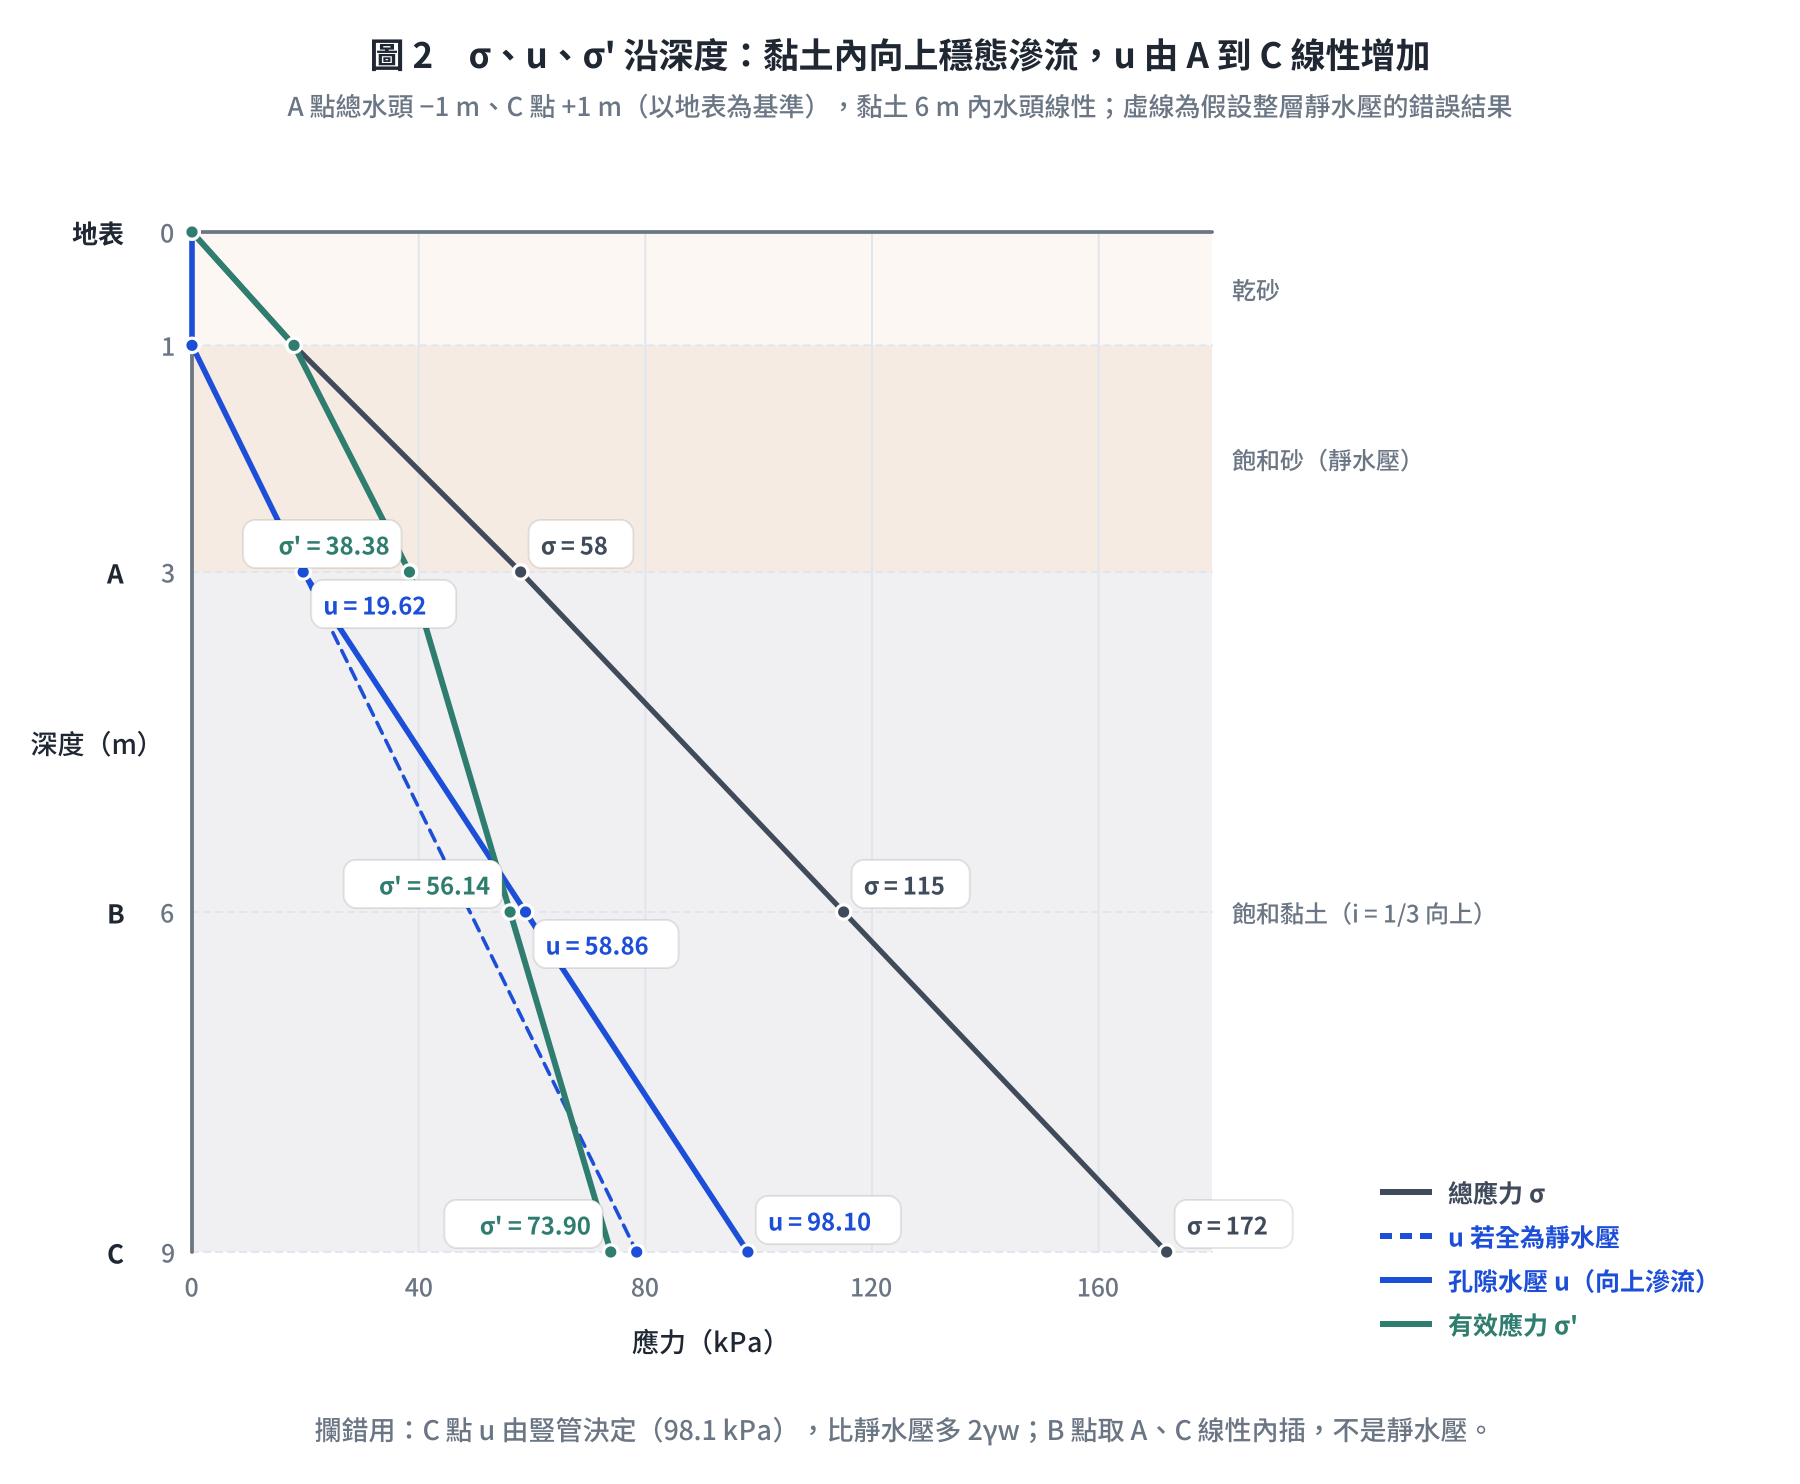 圖 2　σ、u、σ' 沿深度：黏土內向上穩態滲流，u 由 A 到 C 線性增加
A 點總水頭 −1 m、C 點 +1 m（以地表為基準），黏土 6 m 內水頭線性；虛線為假設整層靜水壓的錯誤結果
地表 0
乾砂
1
飽和砂（靜水壓）
σ' = 38.38
σ = 58
A 3
u = 19.62
深度（m）
σ' = 56.14
σ = 115
B 6
飽和黏土（i = 1/3 向上）
u = 58.86
σ' = 73.90
u = 98.10
σ = 172
C 9
0 40 80 120 160
應力（kPa）
總應力 σ
u 若全為靜水壓
孔隙水壓 u（向上滲流）
有效應力 σ'
攔錯用：C 點 u 由豎管決定（98.1 kPa），比靜水壓多 2γw；B 點取 A、C 線性內插，不是靜水壓。